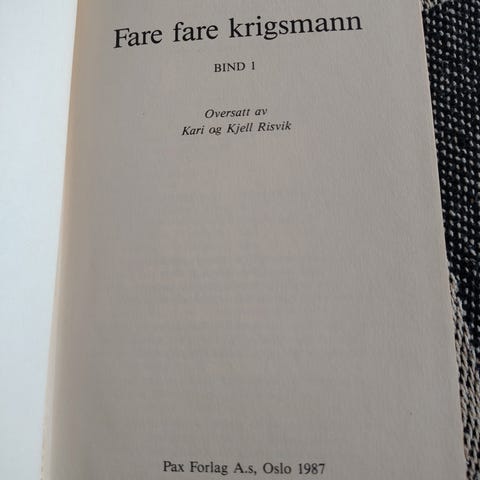 Fare fare krigsmann
BIND 1
Oversatt av
Kari og Kjell Risvik
Pax Forlag A.s, Oslo 1987